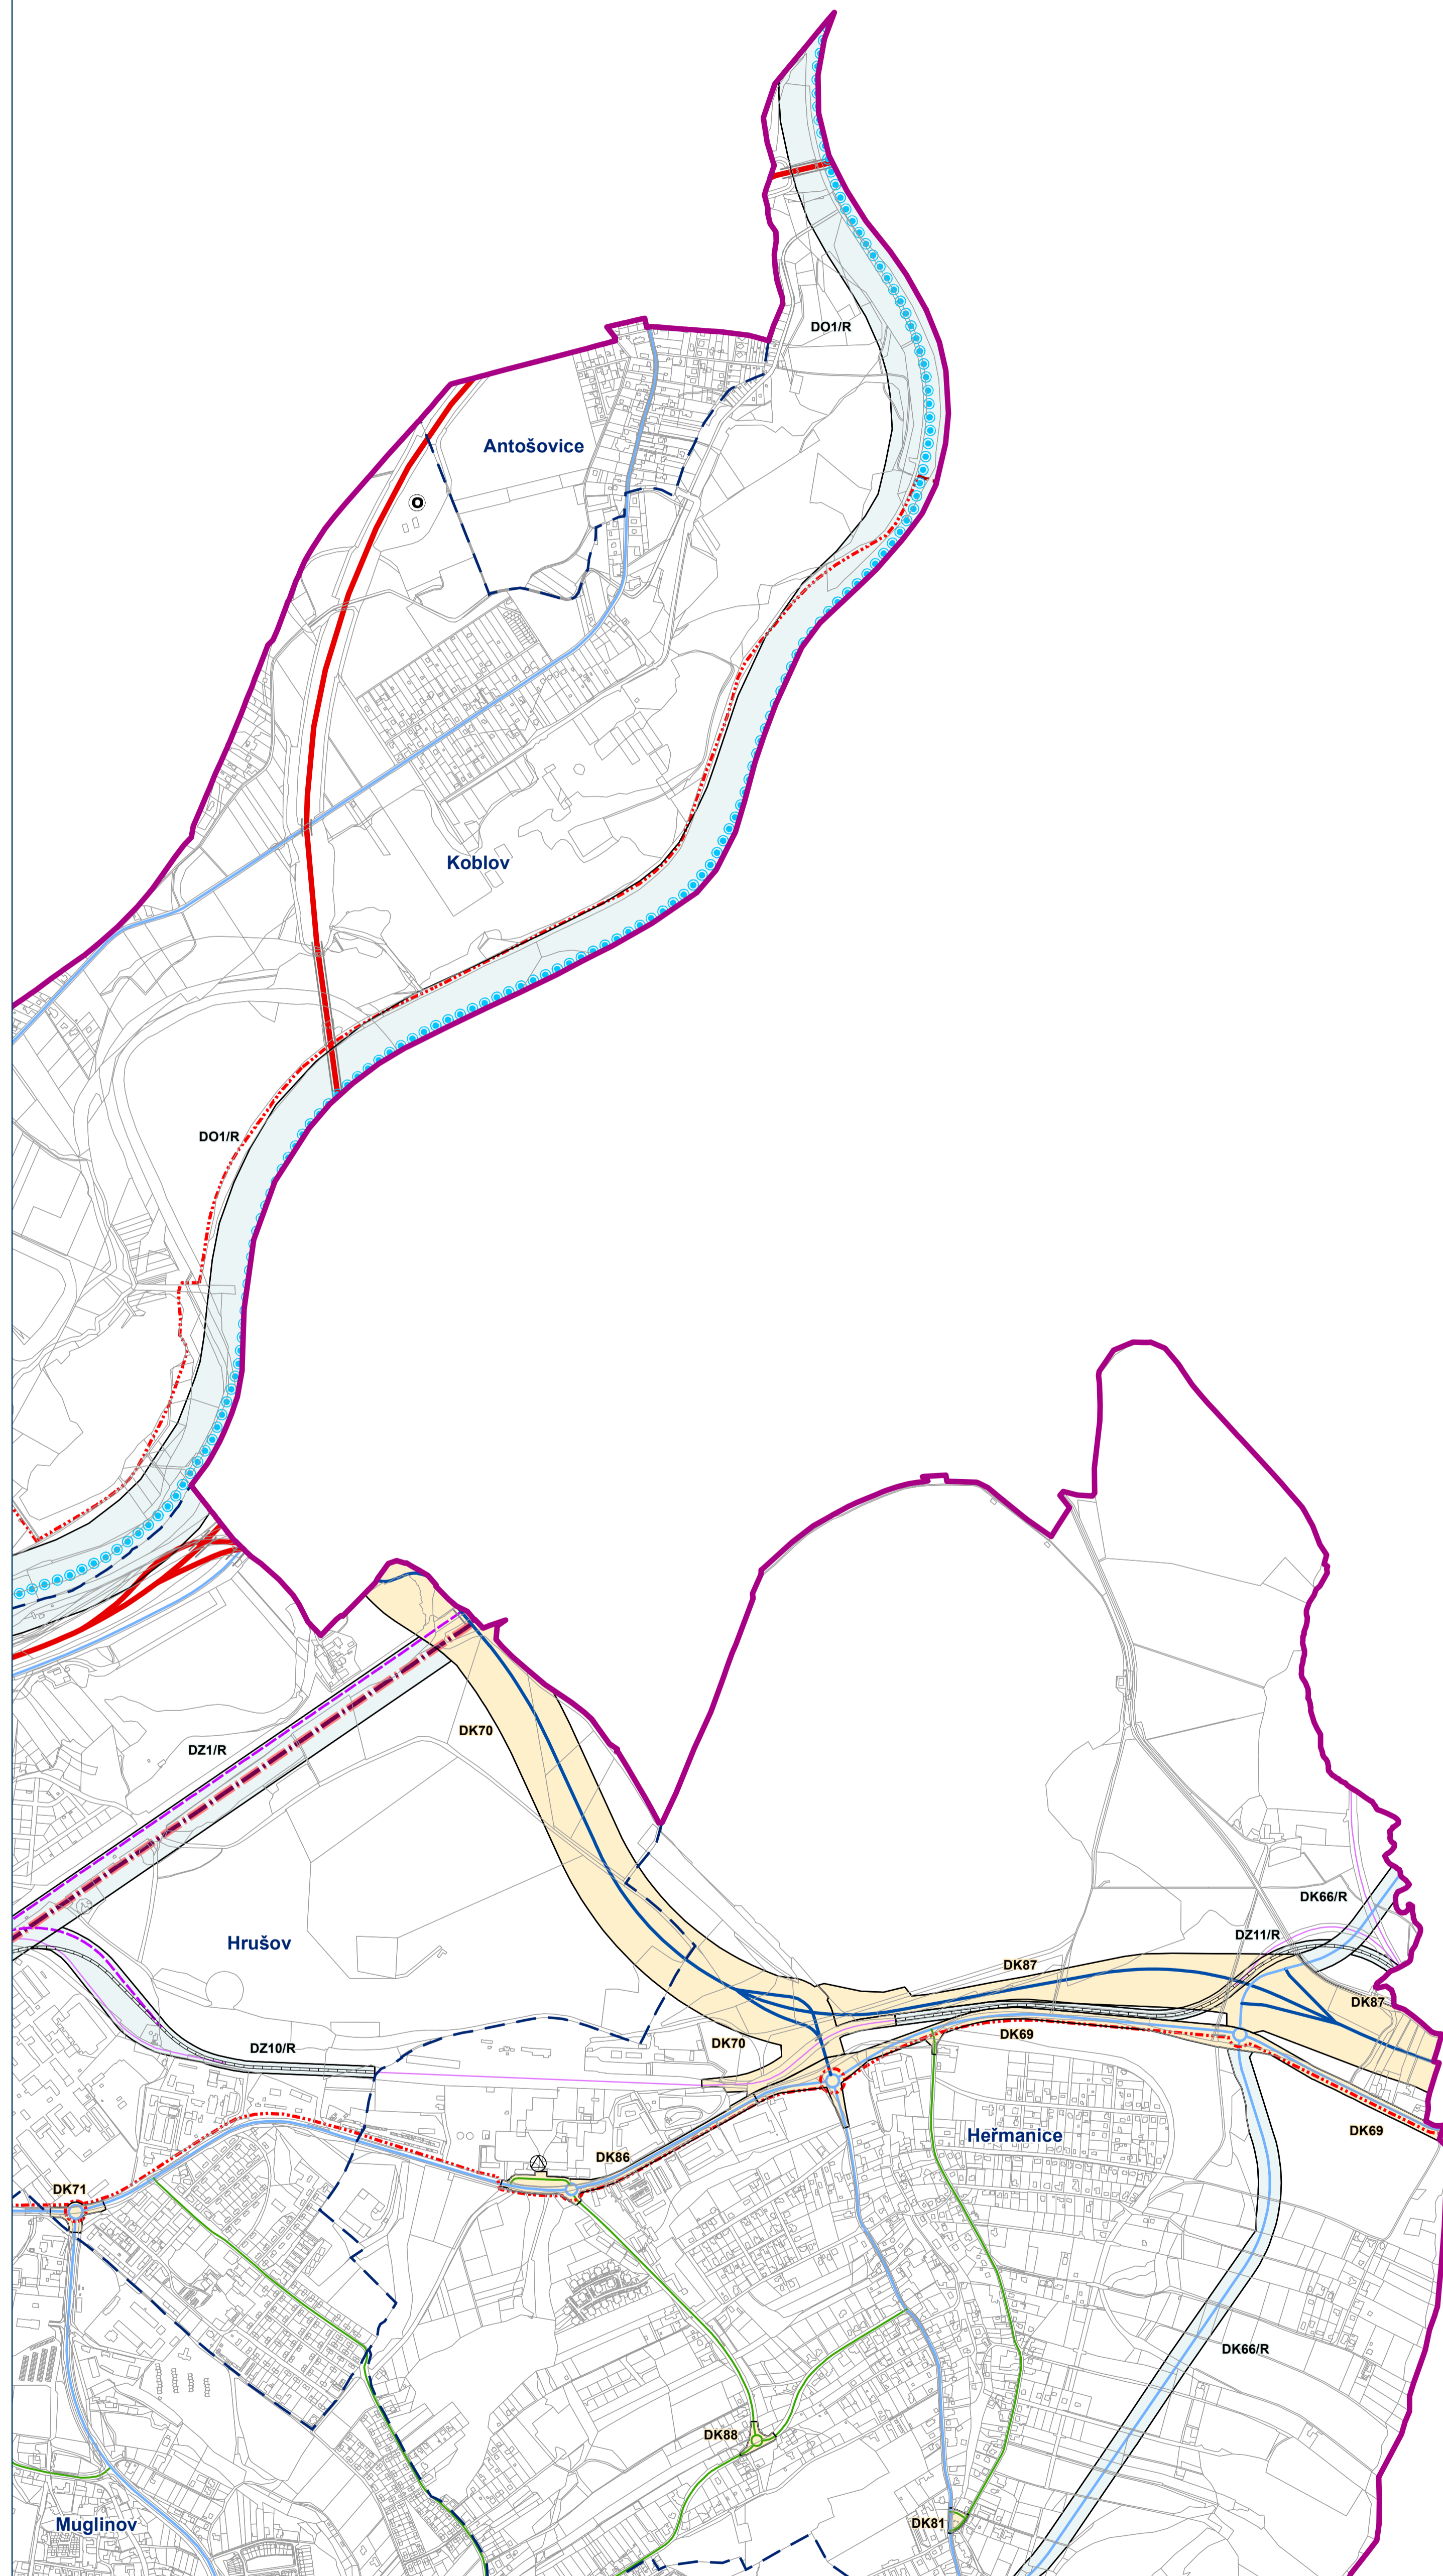 DO1/R
Antošovice
O
Koblov
DO1/R
DK70
DZ1/R
DK66/R
DZ11/R
Hrušov
DK87
DK87
DK69
DK70
DZ10/R
DK69
Heřmanice
DK86
DK71
DK66/R
DK88
DK81
Muglinov